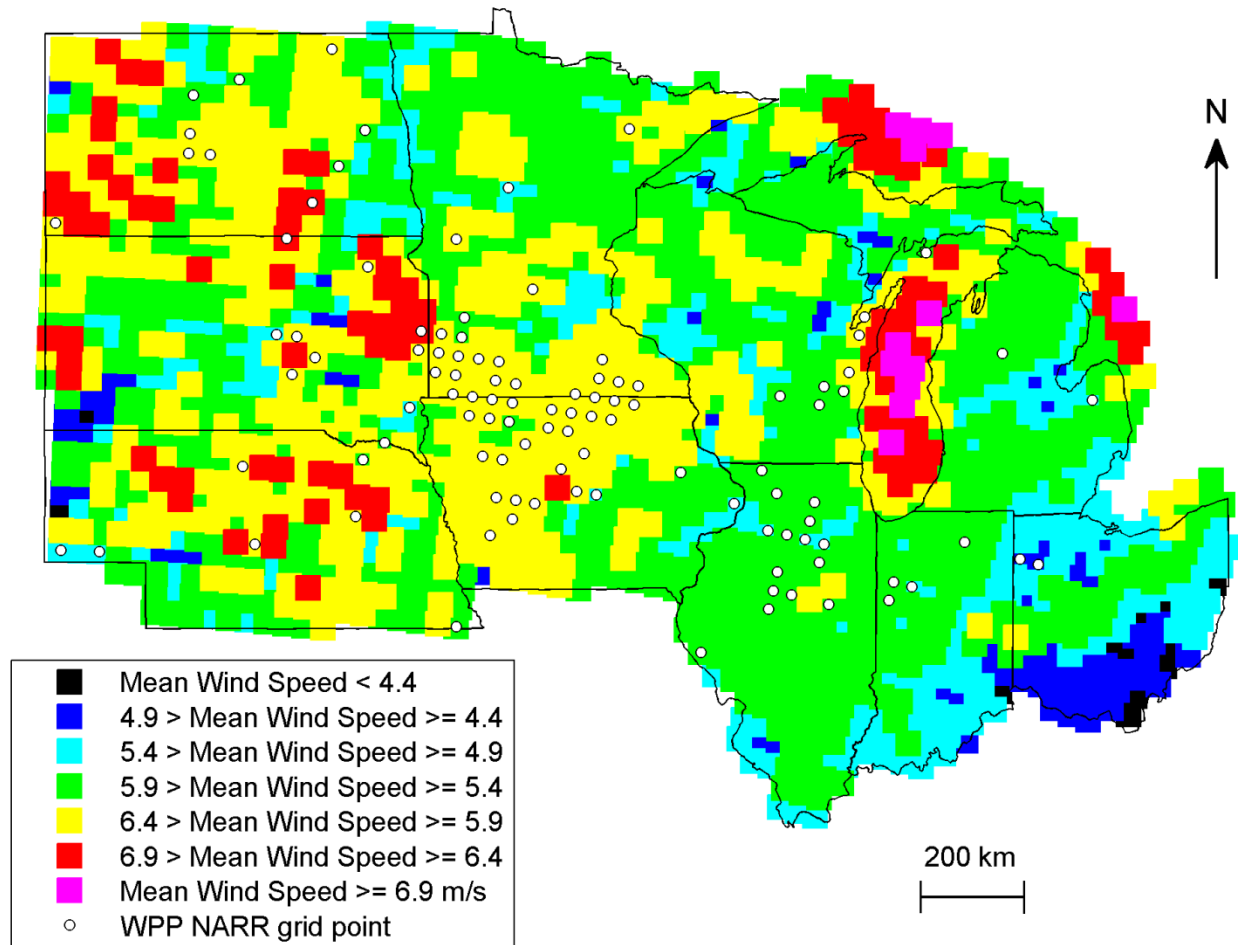 N
Mean Wind Speed < 4.4
4.9 > Mean Wind Speed >= 4.4
5.4 > Mean Wind Speed >= 4.9
5.9 > Mean Wind Speed >= 5.4
6.4 > Mean Wind Speed >= 5.9
6.9 > Mean Wind Speed >= 6.4
Mean Wind Speed >= 6.9 m/s
WPP NARR grid point
200 km